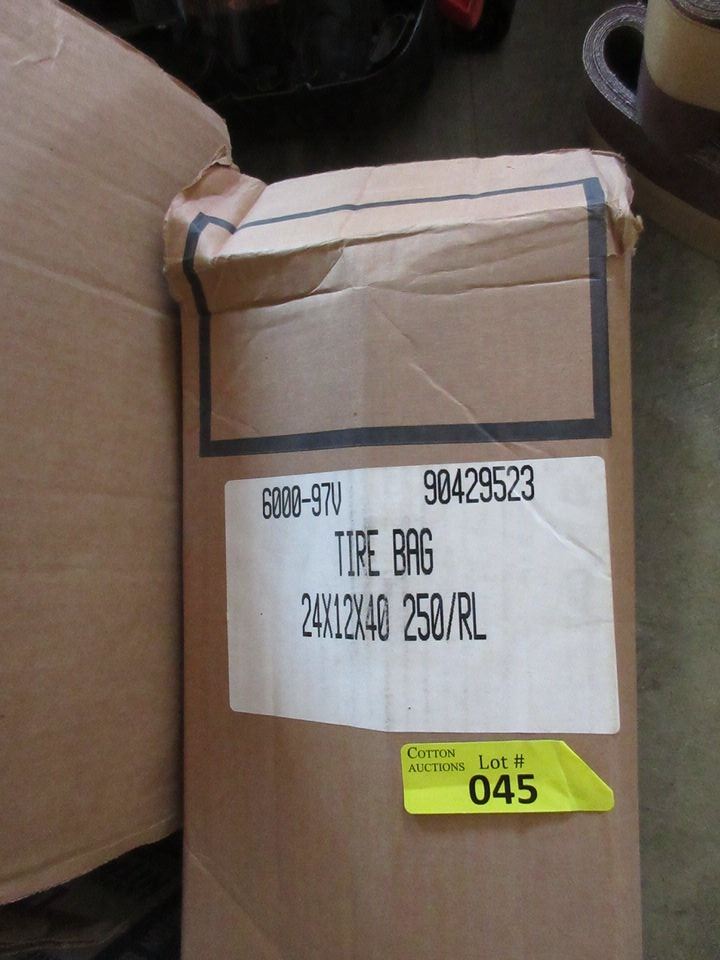 6000-97V 90429523
TIRE BAG
24X12X40 250/RL
COTTON
AUCTIONS Lot #
045